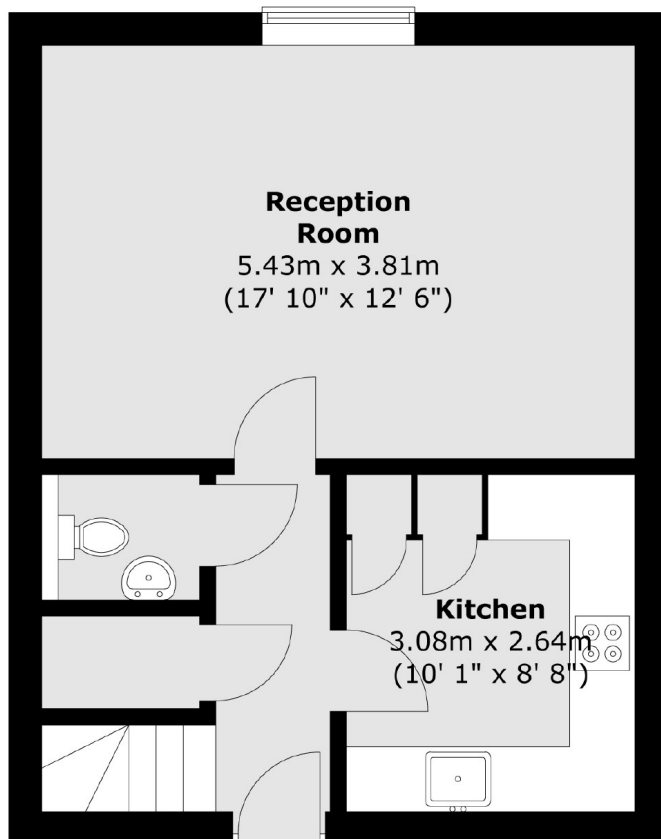 Reception
Room
5.43m x 3.81m
(17' 10" x 12' 6")
Kitchen
3.08m x 2.64m
(10' 1" x 8' 8")